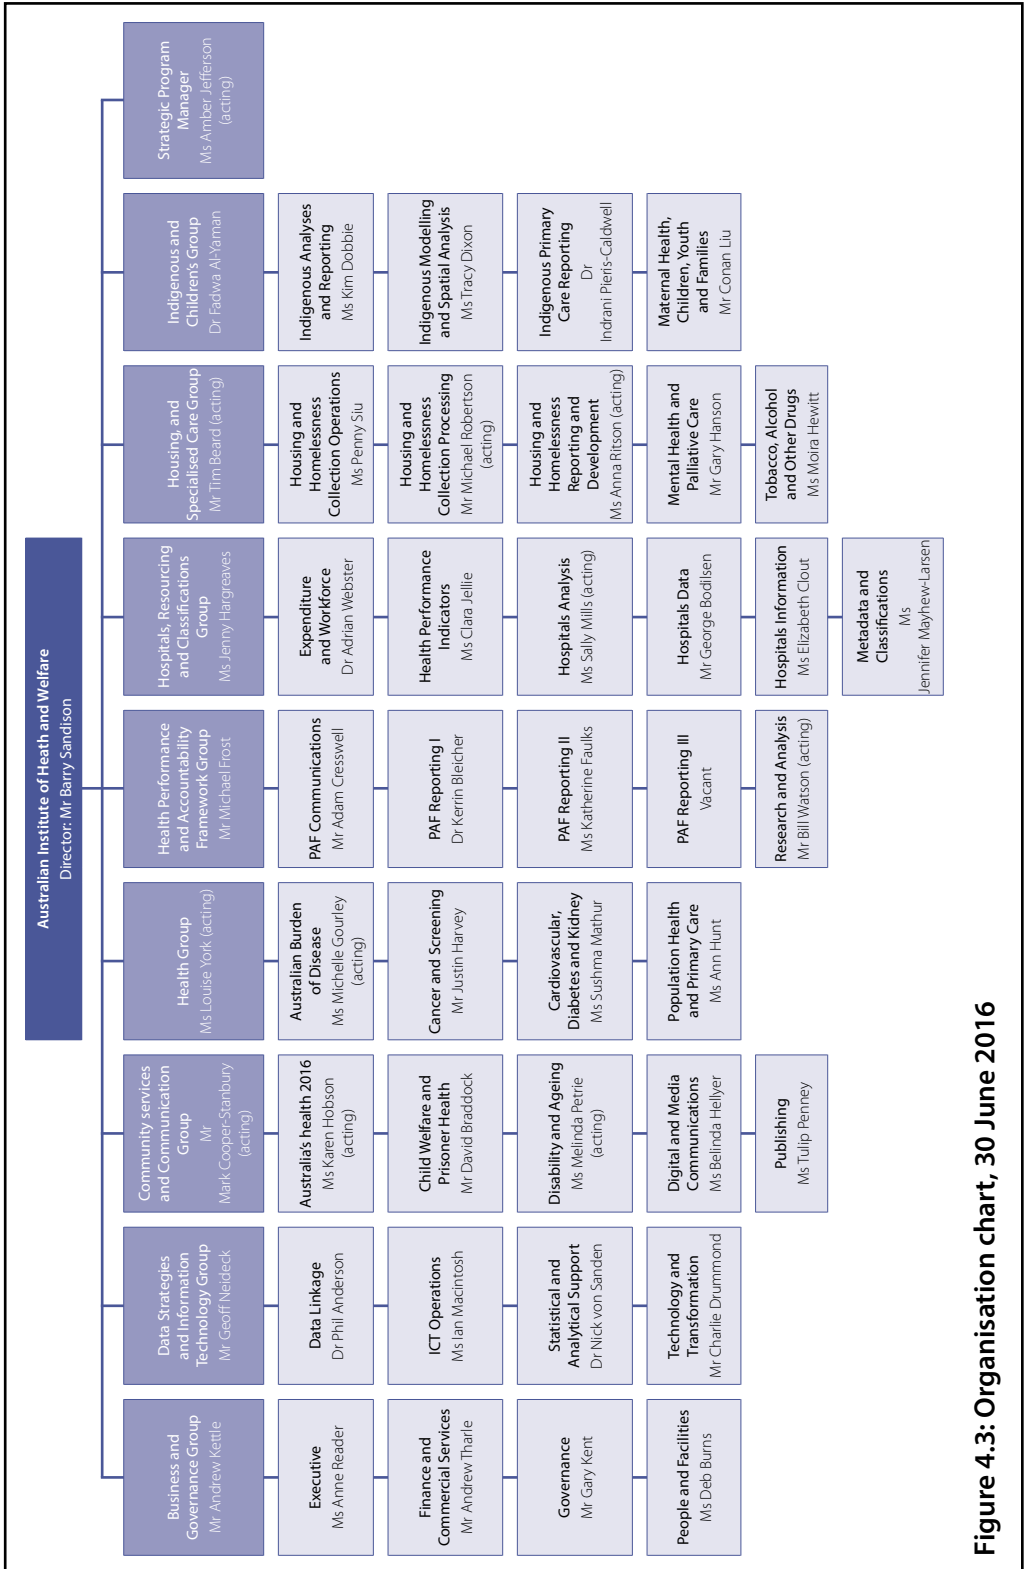 Australian Institute of Heath and Welfare
Director: Mr Barry Sandison
Business and
Governance Group
Mr Andrew Kettle
Executive
Ms Anne Reader
Finance and
Commercial Services
Mr Andrew Tharle
Governance
Mr Gary Kent
People and Facilities
Ms Deb Burns
Data Strategies
and Information
Technology Group
Mr Geoff Neideck
Data Linkage
Dr Phil Anderson
ICT Operations
Ms Ian Macintosh
Statistical and
Analytical Support
Dr Nick von Sanden
Technology and
Transformation
Mr Charlie Drummond
Community services
and Communication
Group
Mr
Mark Cooper-Stanbury
(acting)
Australia's health 2016
Ms Karen Hobson
(acting)
Child Welfare and
Prisoner Health
Mr David Braddock
Disability and Ageing
Ms Melinda Petrie
(acting)
Digital and Media
Communications
Ms Belinda Hellyer
Publishing
Ms Tulip Penney
Health Group
Ms Louise York (acting)
Australian Burden
of Disease
Ms Michelle Gourley
(acting)
Cancer and Screening
Mr Justin Harvey
Cardiovascular,
Diabetes and Kidney
Ms Sushma Mathur
Population Health
and Primary Care
Ms Ann Hunt
Health Performance
and Accountability
Framework Group
Mr Michael Frost
PAF Communications
Mr Adam Cresswell
PAF Reporting I
Dr Kerrin Bleicher
PAF Reporting II
Ms Katherine Faulks
PAF Reporting III
Vacant
Research and Analysis
Mr Bill Watson (acting)
Hospitals, Resourcing
and Classifications
Group
Ms Jenny Hargreaves
Expenditure
and Workforce
Dr Adrian Webster
Health Performance
Indicators
Ms Clara Jellie
Hospitals Analysis
Ms Sally Mills (acting)
Hospitals Data
Mr George Bodilsen
Hospitals Information
Ms Elizabeth Clout
Metadata and
Classifications
Ms
Jennifer Mayhew-Larsen
Housing, and
Specialised Care Group
Mr Tim Beard (acting)
Housing and
Homelessness
Collection Operations
Ms Penny Siu
Housing and
Homelessness
Collection Processing
Mr Michael Robertson
(acting)
Housing and
Homelessness
Reporting and
Development
Ms Anna Ritson (acting)
Mental Health and
Palliative Care
Mr Gary Hanson
Tobacco, Alcohol
and Other Drugs
Ms Moira Hewitt
Indigenous and
Children's Group
Dr Fadwa Al-Yaman
Indigenous Analyses
and Reporting
Ms Kim Dobbie
Indigenous Modelling
and Spatial Analysis
Ms Tracy Dixon
Indigenous Primary
Care Reporting
Dr
Indrani Pieris-Caldwell
Maternal Health,
Children, Youth
and Families
Mr Conan Liu
Strategic Program
Manager
Ms Amber Jefferson
(acting)
Figure 4.3: Organisation chart, 30 June 2016